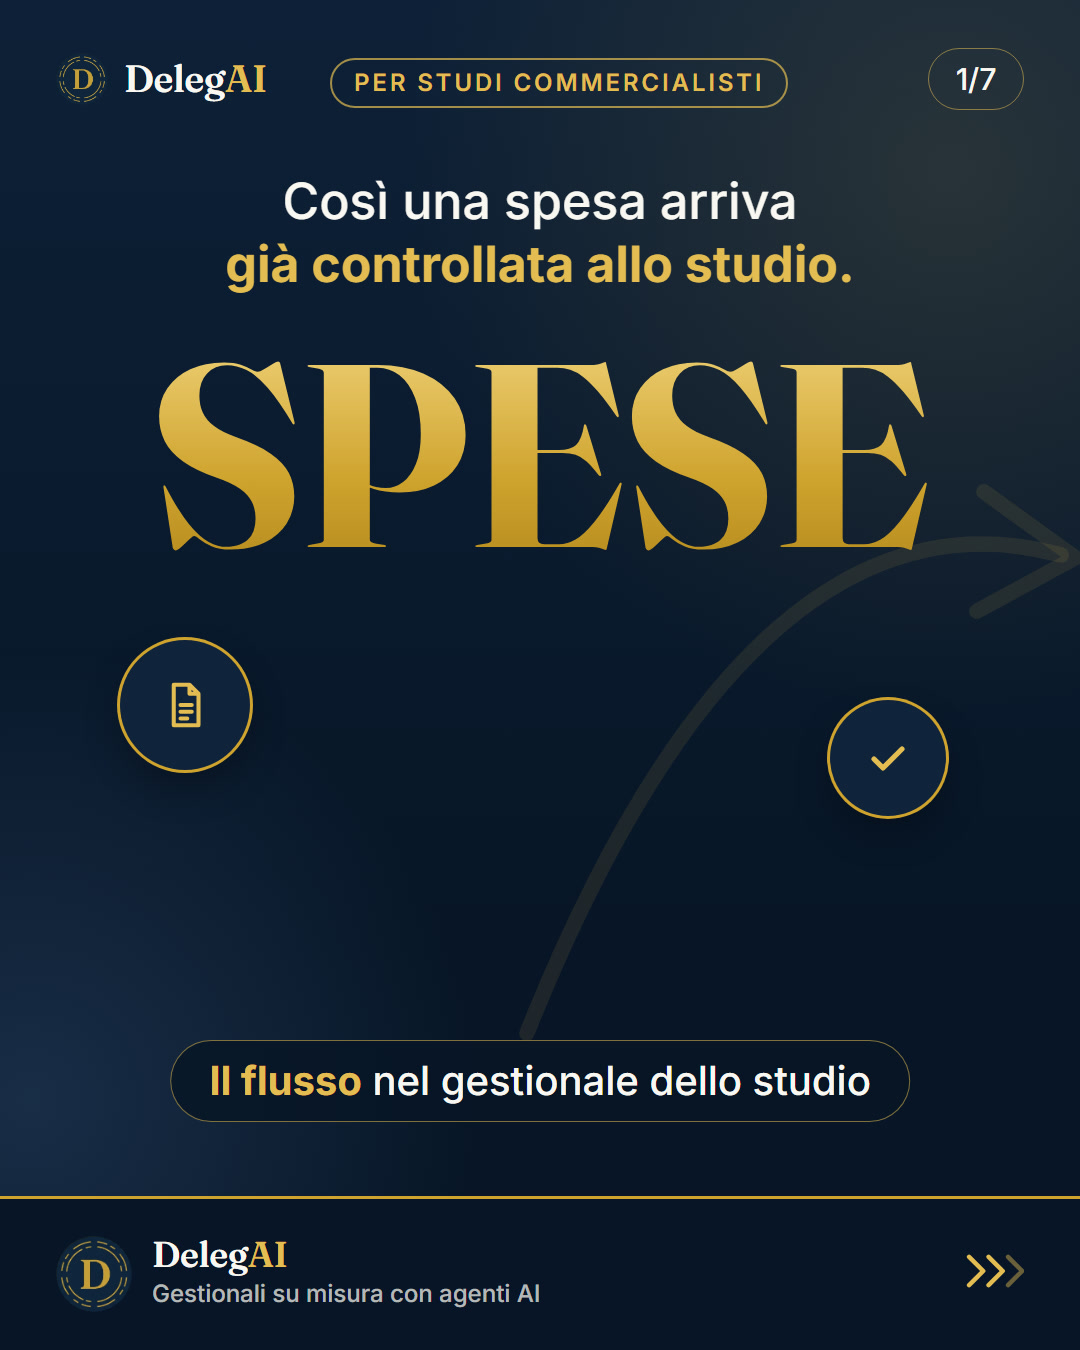 D DelegAI
PER STUDI COMMERCIALISTI
1/7
Così una spesa arriva
già controllata allo studio.
SPESE
Il flusso nel gestionale dello studio
D DelegAI
Gestionali su misura con agenti AI